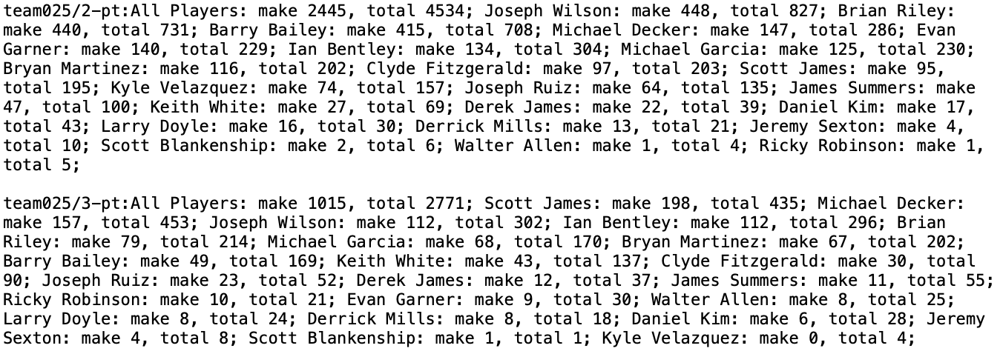 team025/2-pt:All Players: make 2445, total 4534; Joseph Wilson: make 448, total 827; Brian Riley:
make 440, total 731; Barry Bailey: make 415, total 708; Michael Decker: make 147, total 286; Evan
Garner: make 140, total 229; Ian Bentley: make 134, total 304; Michael Garcia: make 125, total 230;
Bryan Martinez: make 116, total 202; Clyde Fitzgerald: make 97, total 203; Scott James: make 95,
total 195; Kyle Velazquez: make 74, total 157; Joseph Ruiz: make 64, total 135; James Summers: make
47, total 100; Keith White: make 27, total 69; Derek James: make 22, total 39; Daniel Kim: make 17,
total 43; Larry Doyle: make 16, total 30; Derrick Mills: make 13, total 21; Jeremy Sexton: make 4,
total 10; Scott Blankenship: make 2, total 6; Walter Allen: make 1, total 4; Ricky Robinson: make 1,
total 5;
team025/3-pt:All Players: make 1015, total 2771; Scott James: make 198, total 435; Michael Decker:
make 157, total 453; Joseph Wilson: make 112, total 302; Ian Bentley: make 112, total 296; Brian
Riley: make 79, total 214; Michael Garcia: make 68, total 170; Bryan Martinez: make 67, total 202;
Barry Bailey: make 49, total 169; Keith White: make 43, total 137; Clyde Fitzgerald: make 30, total
90; Joseph Ruiz: make 23, total 52; Derek James: make 12, total 37; James Summers: make 11, total 55;
Ricky Robinson: make 10, total 21; Evan Garner: make 9, total 30; Walter Allen: make 8, total 25;
Larry Doyle: make 8, total 24; Derrick Mills: make 8, total 18; Daniel Kim: make 6, total 28; Jeremy
Sexton: make 4, total 8; Scott Blankenship: make 1, total 1; Kyle Velazquez: make 0, total 4;